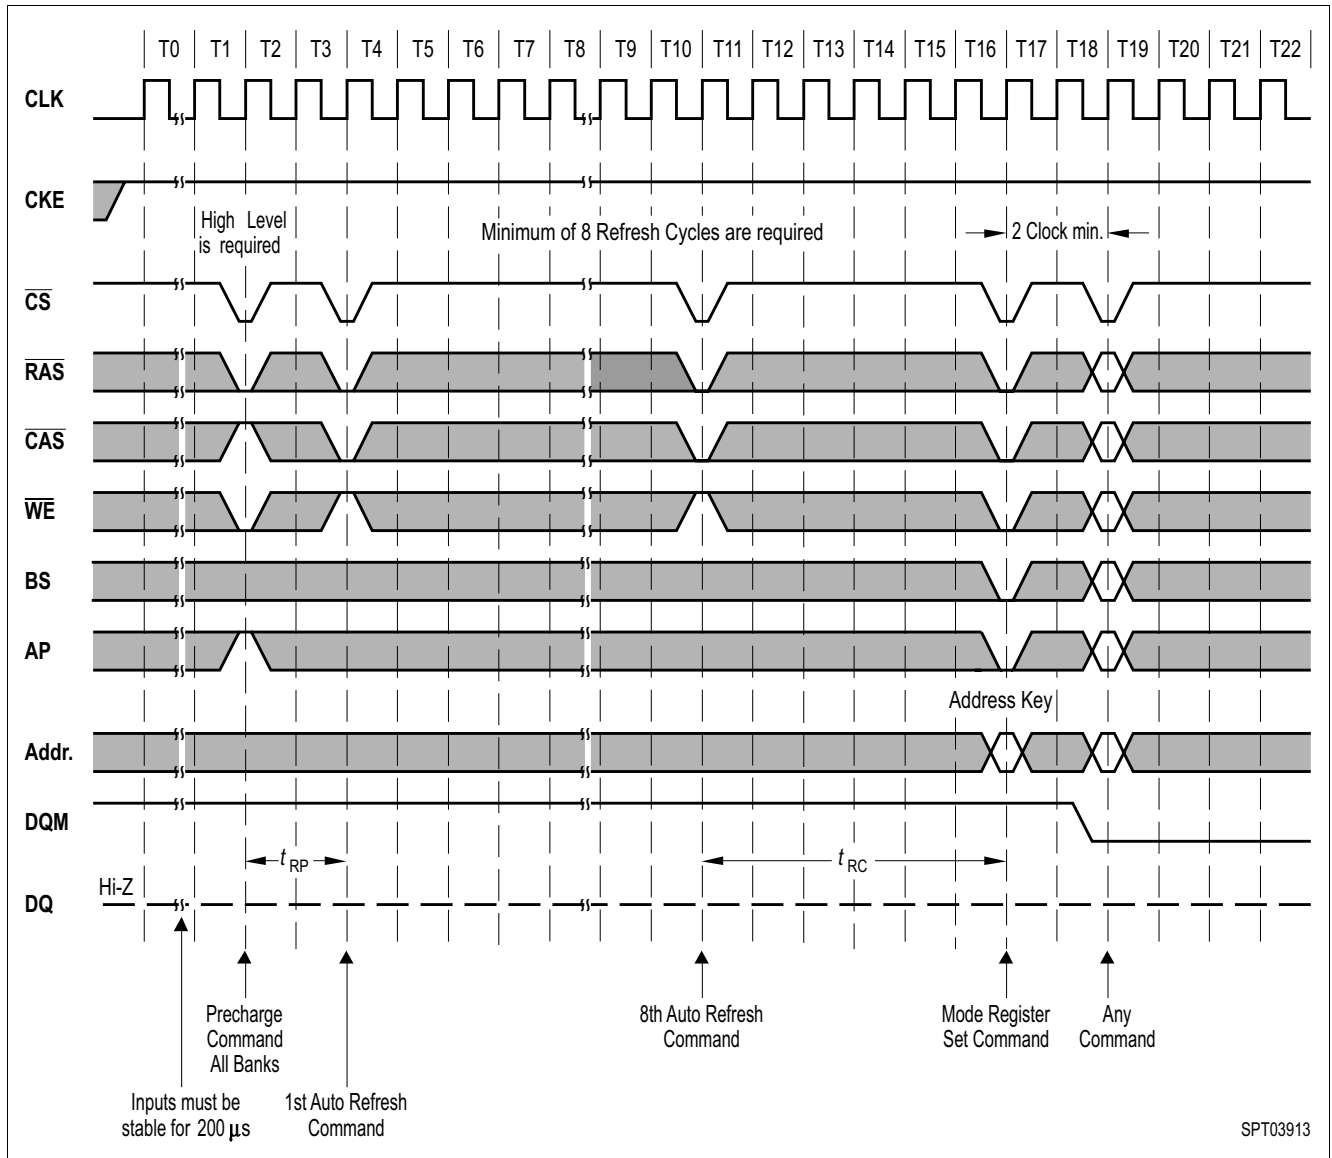 T0 T1 T2 T3 T4 T5 T6 T7 T8 T9 T10 T11 T12 T13 T14 T15 T16 T17 T18 T19 T20 T21 T22
CLK
CKE
High Level
is required
Minimum of 8 Refresh Cycles are required
2 Clock min.
CS
RAS
CAS
WE
BS
AP
Address Key
Addr.
DQM
t RP
t RC
Hi-Z
DQ
Precharge
Command
All Banks
8th Auto Refresh
Command
Mode Register
Set Command
Any
Command
Inputs must be
stable for 200 μs
1st Auto Refresh
Command
SPT03913